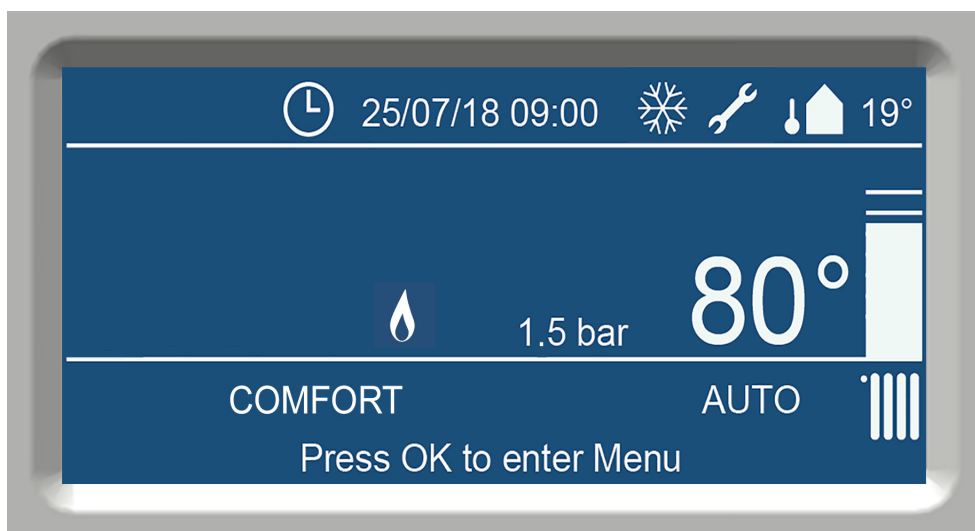 25/07/18 09:00 19°
80°
1.5 bar
COMFORT AUTO
Press OK to enter Menu